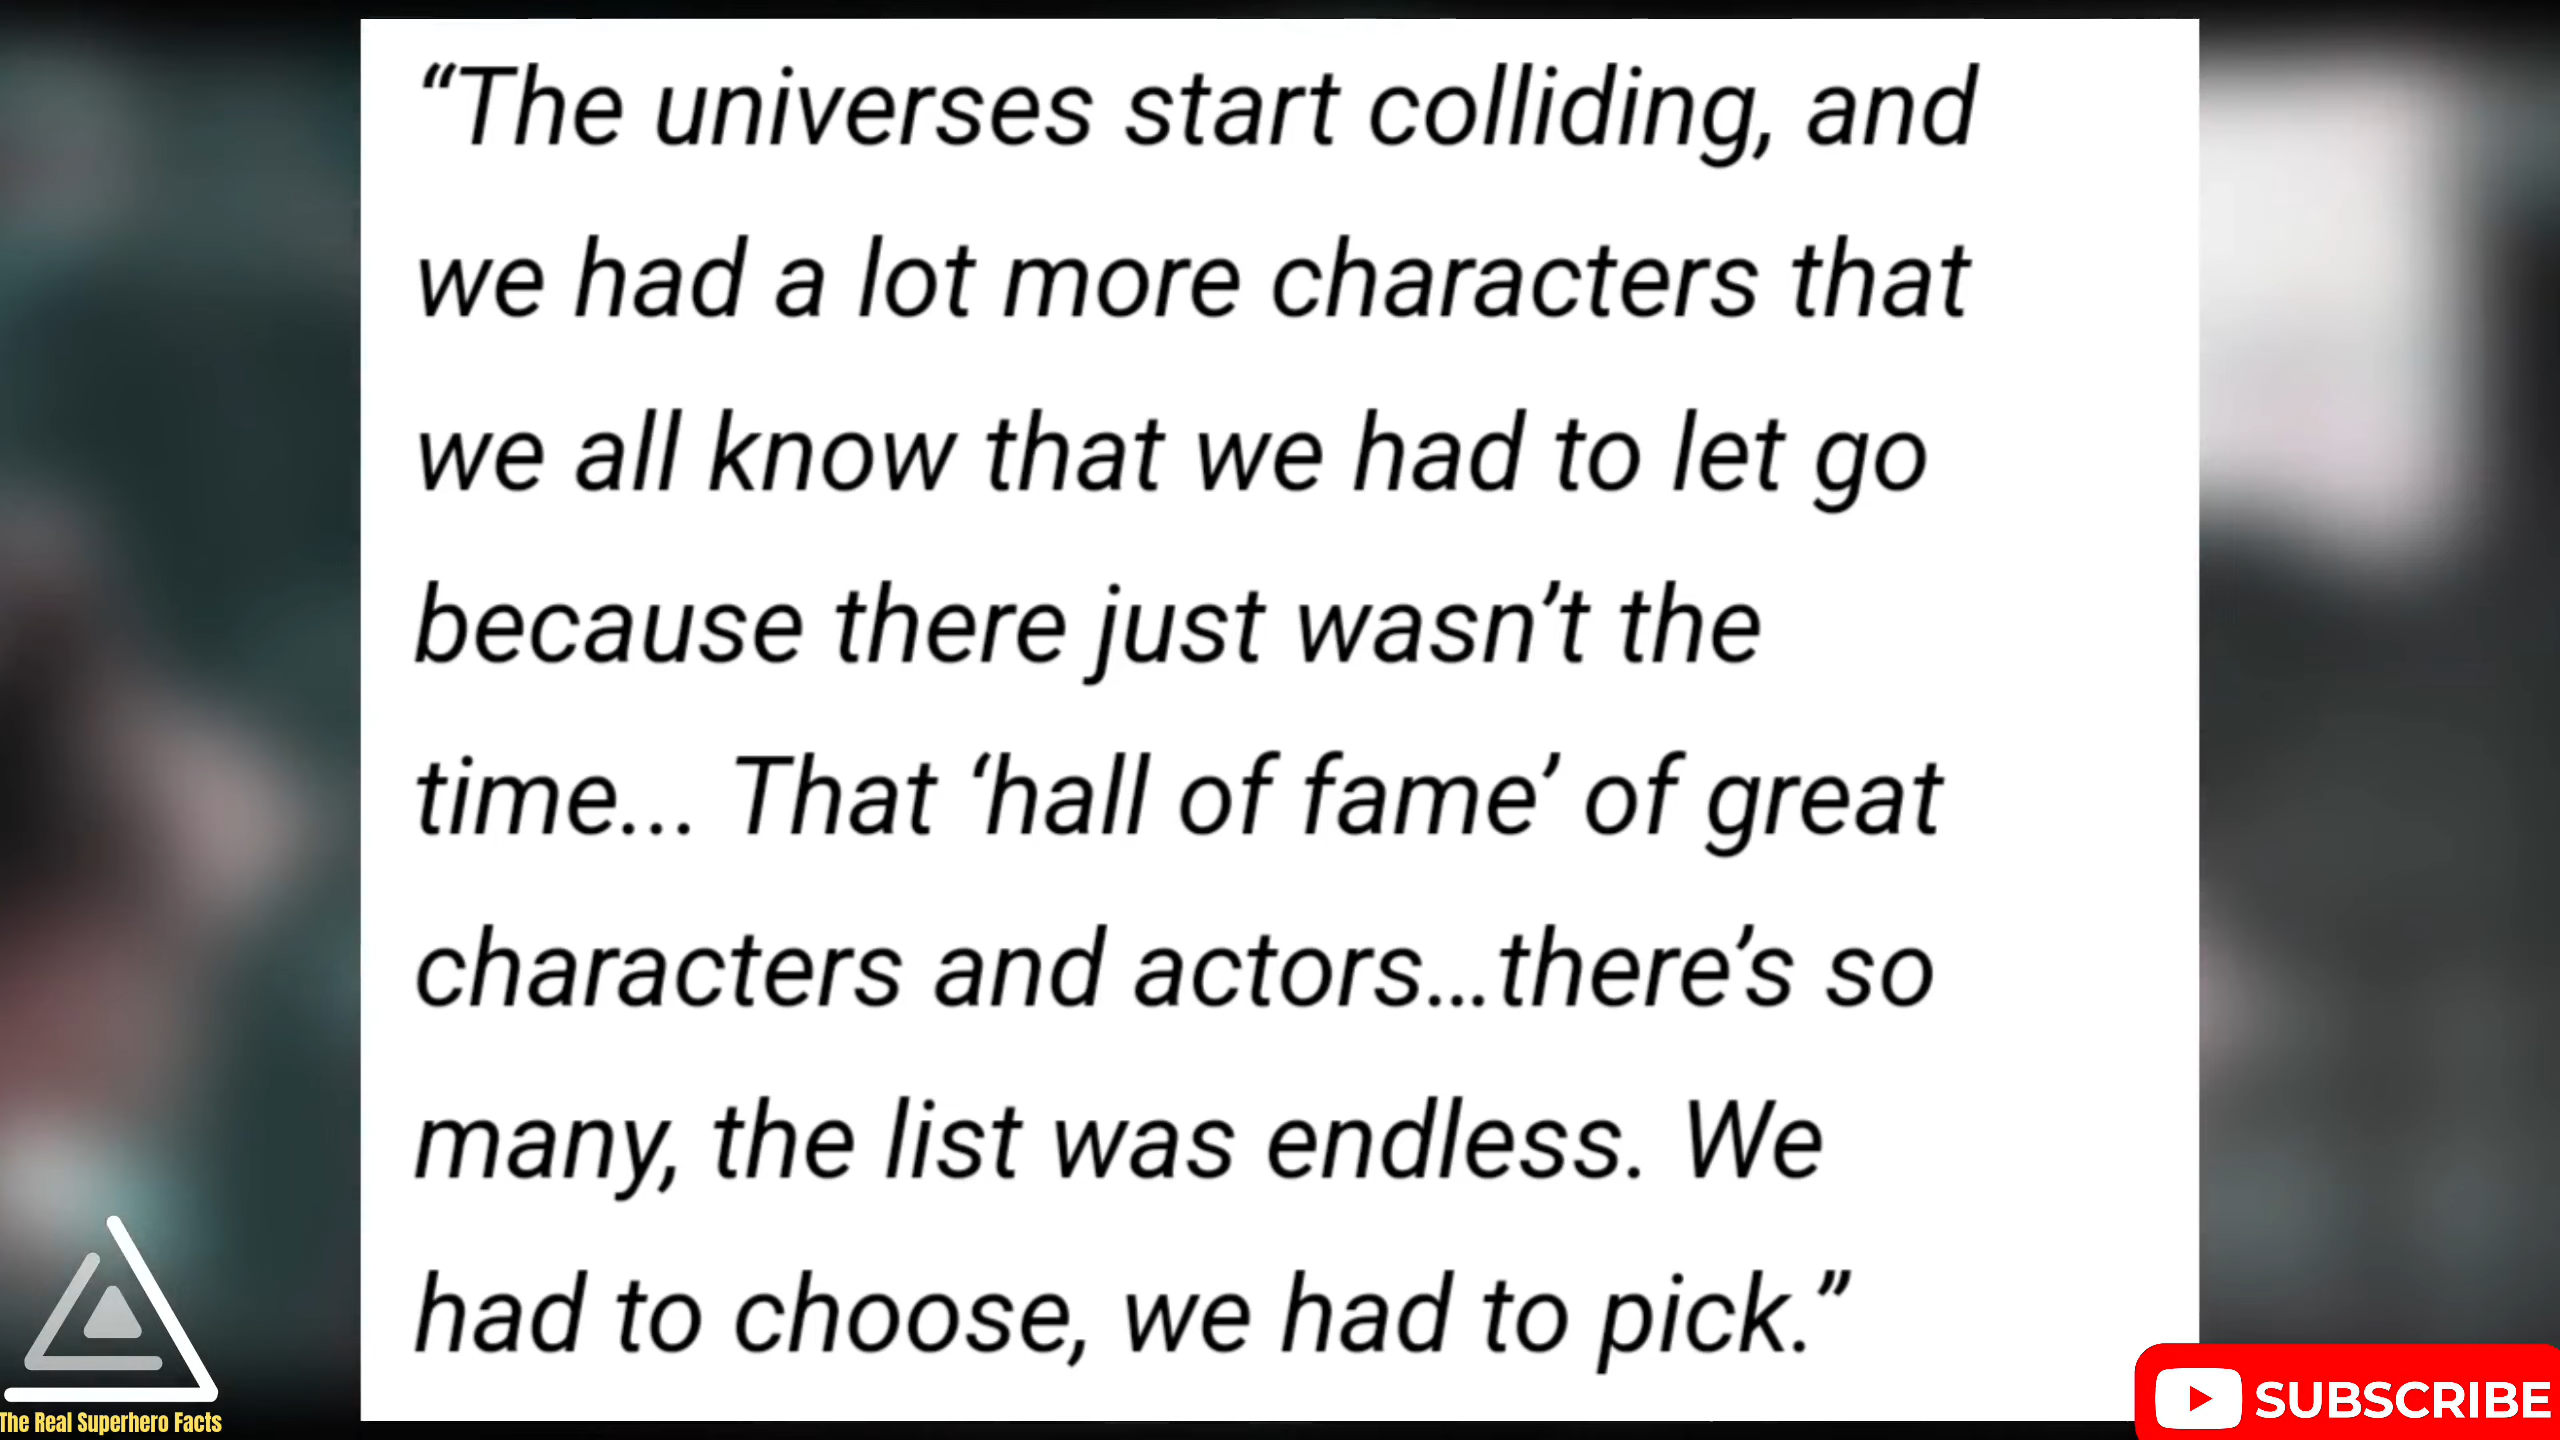 “The universes start colliding, and
we had a lot more characters that
we all know that we had to let go
because there just wasn’t the
time... That ‘hall of fame’ of great
characters and actors...there’s so
many, the list was endless. We
had to choose, we had to pick.”
The Real Superhero Facts
SUBSCRIBE